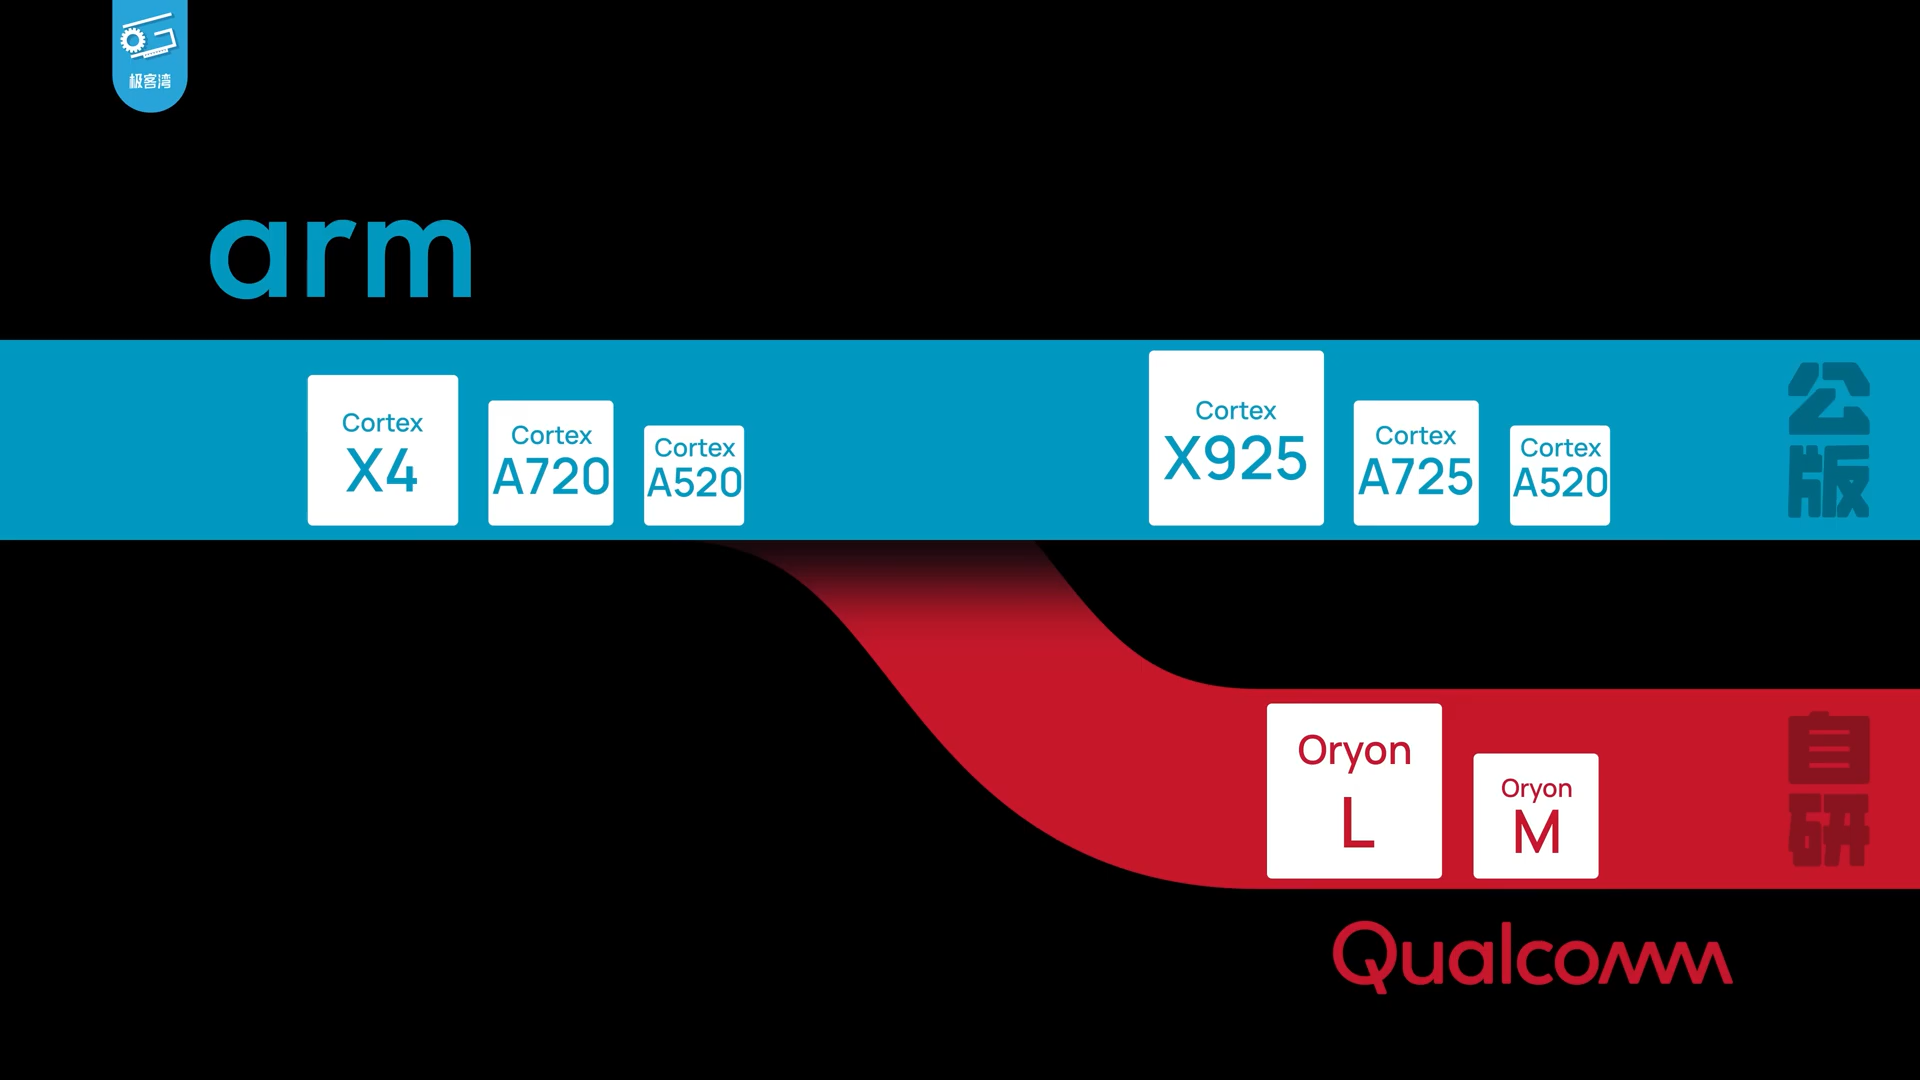 极客湾
arm
Cortex
X4
Cortex
A720
Cortex
A520
Cortex
X925
Cortex
A725
Cortex
A520
公版
Oryon
L
Oryon
M
自研
Qualcomm